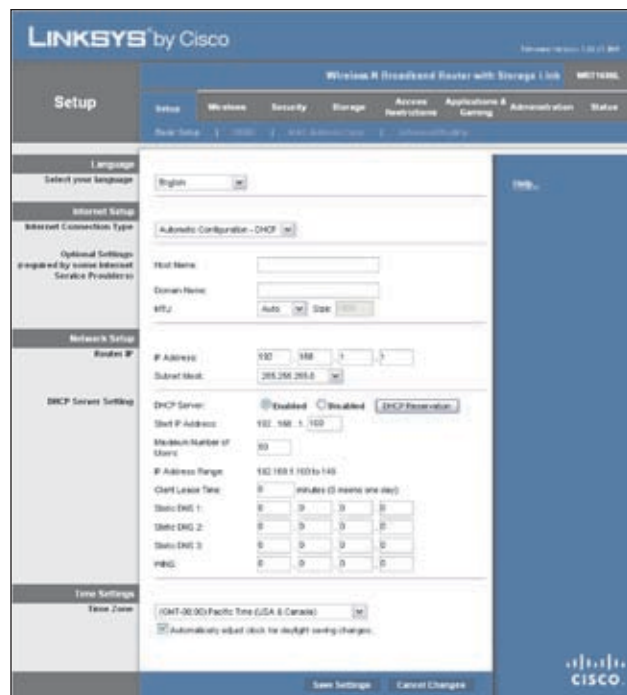 LINKSYS® by Cisco
Wireless-N Broadband Router with Storage Link
Setup
Setup
Wireless
Security
Storage
Access Restrictions
Applications & Gaming
Administration
Status
Basic Setup
Language
Select your language
English
Help...
Internet Setup
Internet Connection Type
Automatic Configuration - DHCP
Optional Settings
(required by some Internet
Service Providers)
Host Name:
Domain Name:
MTU:
Auto
Size:
Network Setup
Router IP
IP Address:
192 . 168 . 1 . 1
Subnet Mask:
255.255.255.0
DHCP Server Setting
DHCP Server:
Enabled
Disabled
DHCP Reservation
Start IP Address:
192 . 168 . 1 . 100
Maximum Number of
Users:
IP Address Range:
192.168.1.100 to 149
Client Lease Time:
0
minutes (0 means one day)
Static DNS 1:
0 . 0 . 0 . 0
Static DNS 2:
0 . 0 . 0 . 0
Static DNS 3:
0 . 0 . 0 . 0
WINS:
0 . 0 . 0 . 0
Time Settings
Time Zone
(GMT-08:00) Pacific Time (USA & Canada)
Automatically adjust clock for daylight saving changes.
Save Settings
Cancel Changes
CISCO